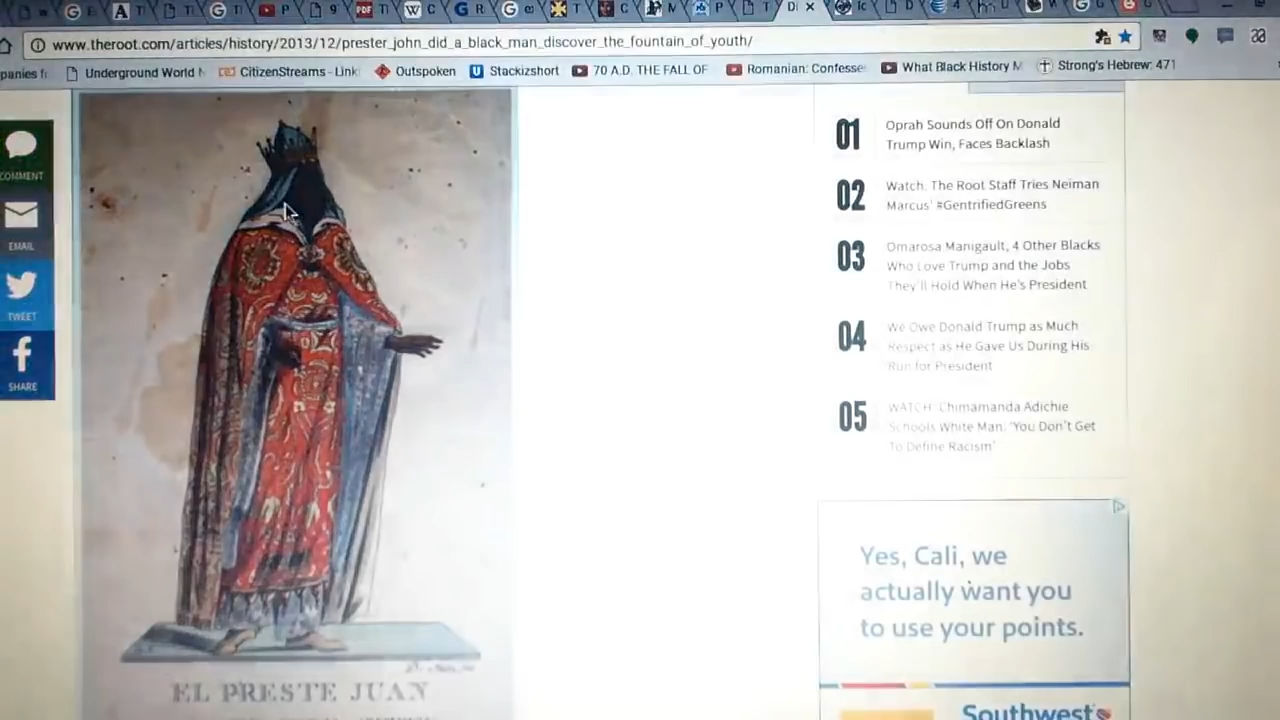 www.theroot.com/articles/history/2013/12/prester_john_did_a_black_man_discover_the_fountain_of_youth/
Underground World CitizenStreams - Link Outspoken Stackizshort 70 A.D. THE FALL OF Romanian: Confesse What Black History M Strong's Hebrew: 471
COMMENT
EMAIL
TWEET
SHARE
EL PRESTE JUAN
01 Oprah Sounds Off On Donald
Trump Win, Faces Backlash
02 Watch: The Root Staff Tries Neiman
Marcus' #GentrifiedGreens
03 Omarosa Manigault, 4 Other Blacks
Who Love Trump and the Jobs
They'll Hold When He's President
04 We Owe Donald Trump as Much
Respect as He Gave Us During His
Run for President
05 WATCH: Chimamanda Adichie
Schools White Man: 'You Don't Get
To Define Racism'
Yes, Cali, we
actually want you
to use your points.
Southwest's